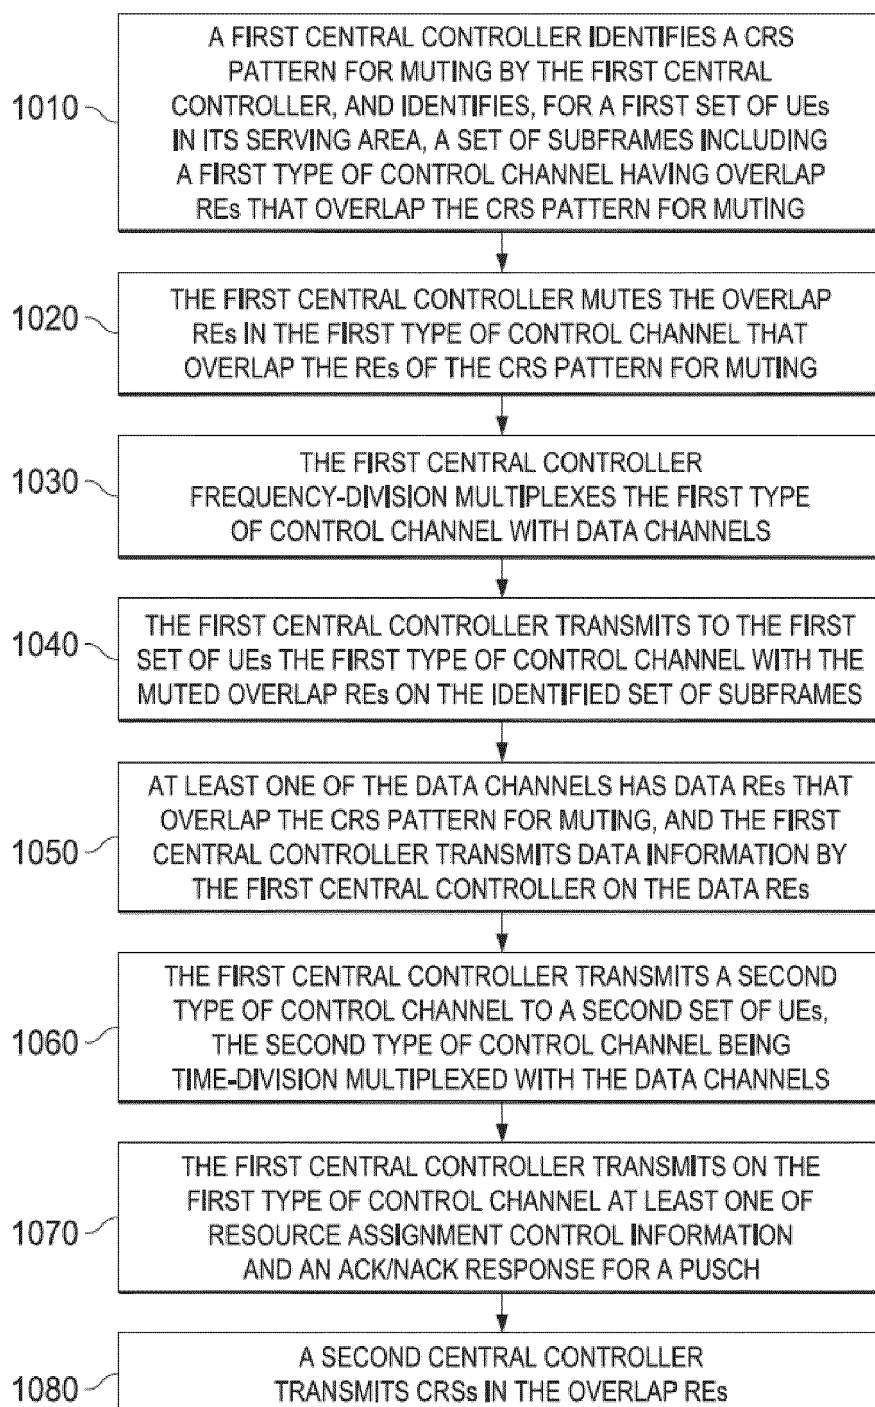 A FIRST CENTRAL CONTROLLER IDENTIFIES A CRS
PATTERN FOR MUTING BY THE FIRST CENTRAL
1010 CONTROLLER, AND IDENTIFIES, FOR A FIRST SET OF UEs
IN ITS SERVING AREA, A SET OF SUBFRAMES INCLUDING
A FIRST TYPE OF CONTROL CHANNEL HAVING OVERLAP
REs THAT OVERLAP THE CRS PATTERN FOR MUTING
THE FIRST CENTRAL CONTROLLER MUTES THE OVERLAP
1020 REs IN THE FIRST TYPE OF CONTROL CHANNEL THAT
OVERLAP THE REs OF THE CRS PATTERN FOR MUTING
THE FIRST CENTRAL CONTROLLER
1030 FREQUENCY-DIVISION MULTIPLEXES THE FIRST TYPE
OF CONTROL CHANNEL WITH DATA CHANNELS
THE FIRST CENTRAL CONTROLLER TRANSMITS TO THE FIRST
1040 SET OF UEs THE FIRST TYPE OF CONTROL CHANNEL WITH THE
MUTED OVERLAP REs ON THE IDENTIFIED SET OF SUBFRAMES
AT LEAST ONE OF THE DATA CHANNELS HAS DATA REs THAT
OVERLAP THE CRS PATTERN FOR MUTING, AND THE FIRST
1050 CENTRAL CONTROLLER TRANSMITS DATA INFORMATION BY
THE FIRST CENTRAL CONTROLLER ON THE DATA REs
THE FIRST CENTRAL CONTROLLER TRANSMITS A SECOND
TYPE OF CONTROL CHANNEL TO A SECOND SET OF UEs,
1060 THE SECOND TYPE OF CONTROL CHANNEL BEING
TIME-DIVISION MULTIPLEXED WITH THE DATA CHANNELS
THE FIRST CENTRAL CONTROLLER TRANSMITS ON THE
FIRST TYPE OF CONTROL CHANNEL AT LEAST ONE OF
1070 RESOURCE ASSIGNMENT CONTROL INFORMATION
AND AN ACK/NACK RESPONSE FOR A PUSCH
A SECOND CENTRAL CONTROLLER
1080 TRANSMITS CRSs IN THE OVERLAP REs